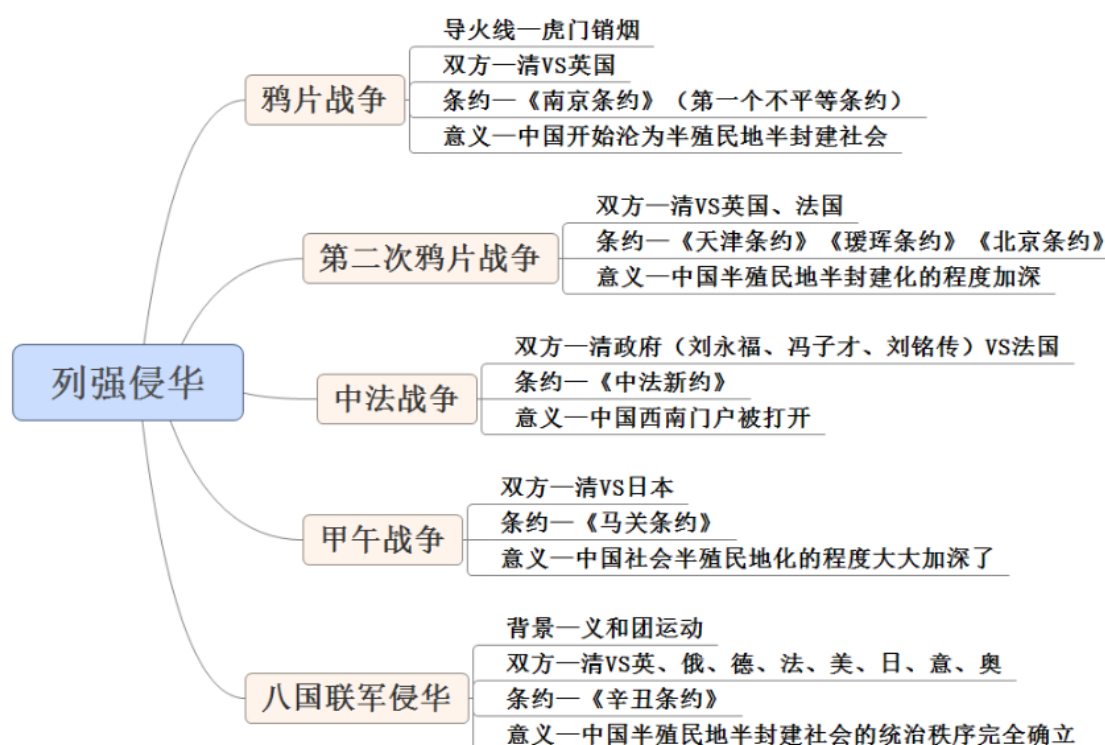 列强侵华
鸦片战争
导火线—虎门销烟
双方—清VS英国
条约—《南京条约》（第一个不平等条约）
意义—中国开始沦为半殖民地半封建社会
第二次鸦片战争
双方—清VS英国、法国
条约—《天津条约》《瑷珲条约》《北京条约》
意义—中国半殖民地半封建化的程度加深
中法战争
双方—清政府（刘永福、冯子才、刘铭传）VS法国
条约—《中法新约》
意义—中国西南门户被打开
甲午战争
双方—清VS日本
条约—《马关条约》
意义—中国社会半殖民地化的程度大大加深了
八国联军侵华
背景—义和团运动
双方—清VS英、俄、德、法、美、日、意、奥
条约—《辛丑条约》
意义—中国半殖民地半封建社会的统治秩序完全确立